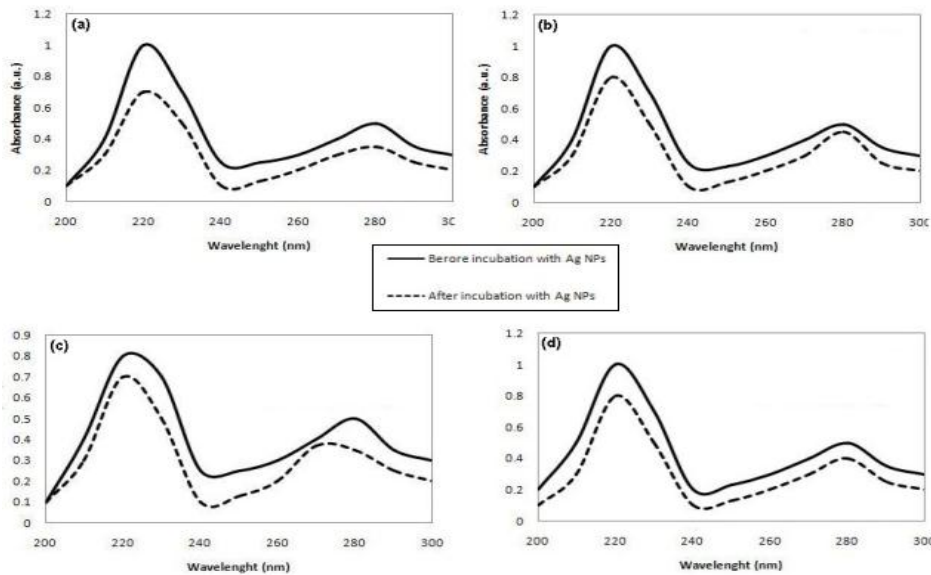 (a)
Absorbance (a.u.)
1.2
1
0.8
0.6
0.4
0.2
0
200 220 240 260 280 30
Wavelenght (nm)
(b)
Absorbance (a.u.)
1.2
1
0.8
0.6
0.4
0.2
0
200 220 240 260 280 300
Wavelenght (nm)
Berore incubation with Ag NPs
After incubation with Ag NPs
(c)
0.9
0.8
0.7
0.6
0.5
0.4
0.3
0.2
0.1
0
200 220 240 260 280 300
Wavelenght (nm)
(d)
1.2
1
0.8
0.6
0.4
0.2
0
200 220 240 260 280 300
Wavelenght (nm)